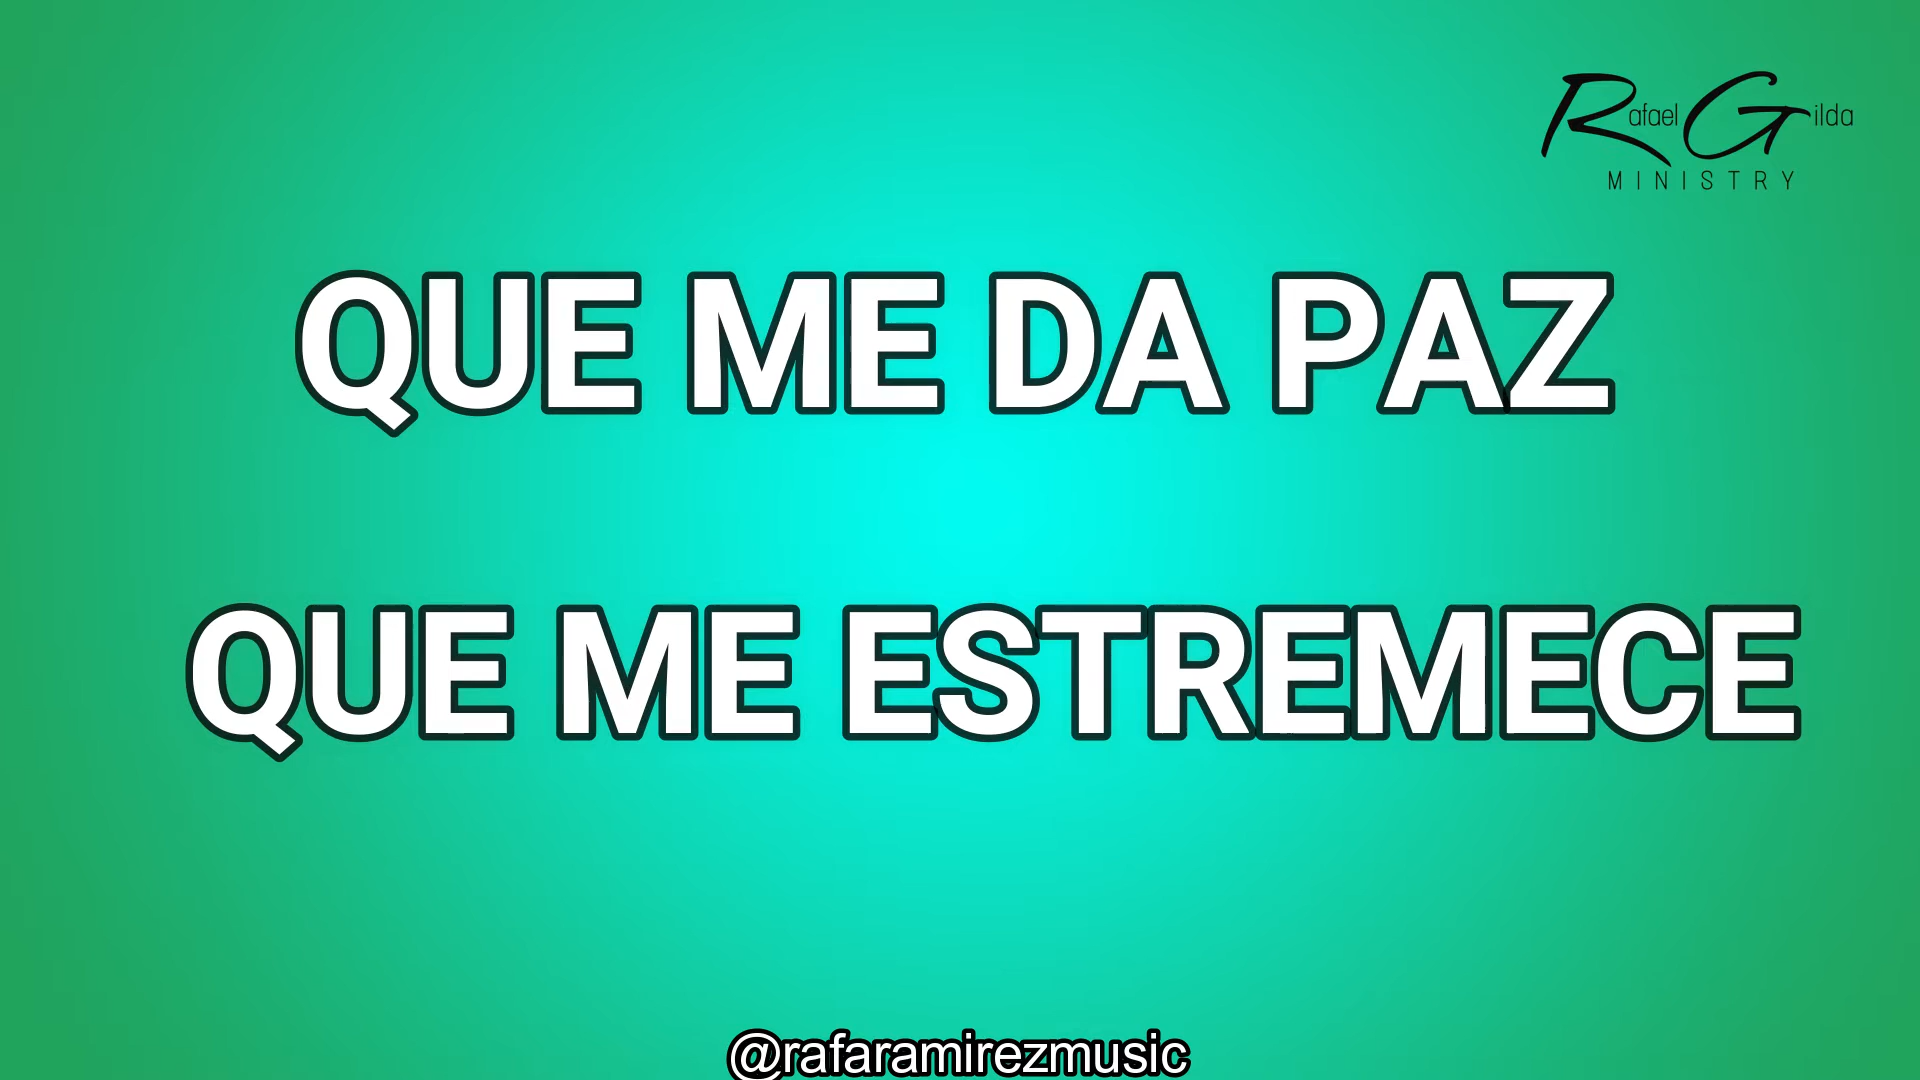 Rafael Gilda
MINISTRY
QUE ME DA PAZ
QUE ME ESTREMECE
@rafaramirezmusic